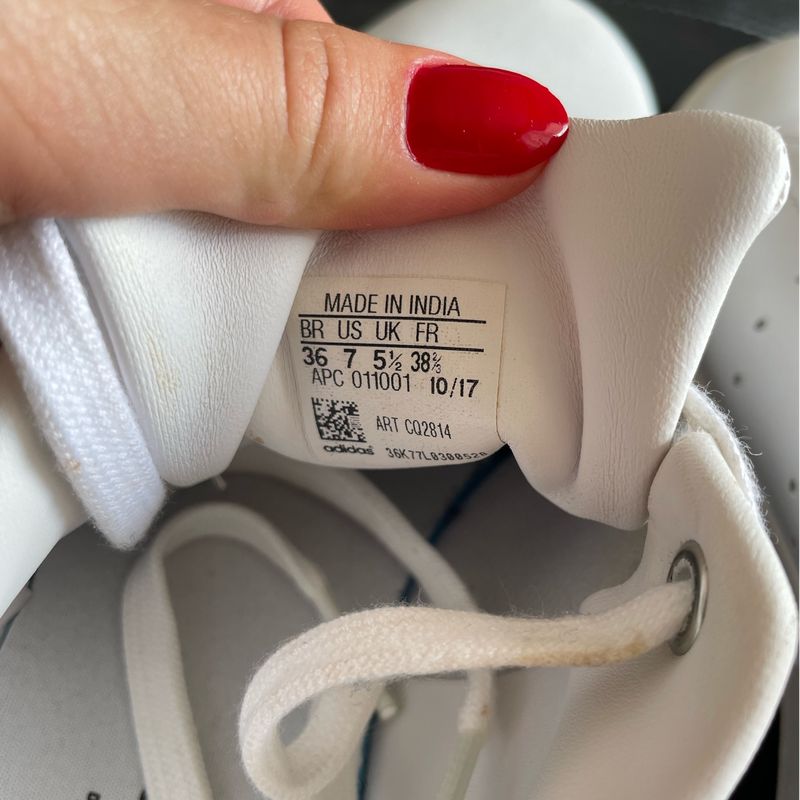 MADE IN INDIA
BR US UK FR
36 7 5½ 38⅔
APC 011001 10/17
ART CQ2814
adidas